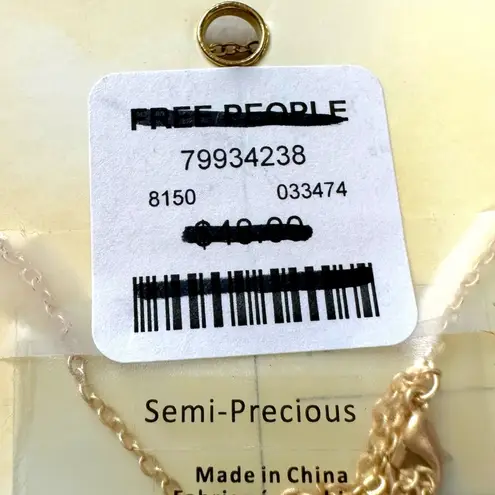 FREE PEOPLE
79934238
8150 033474
Semi-Precious
Made in China